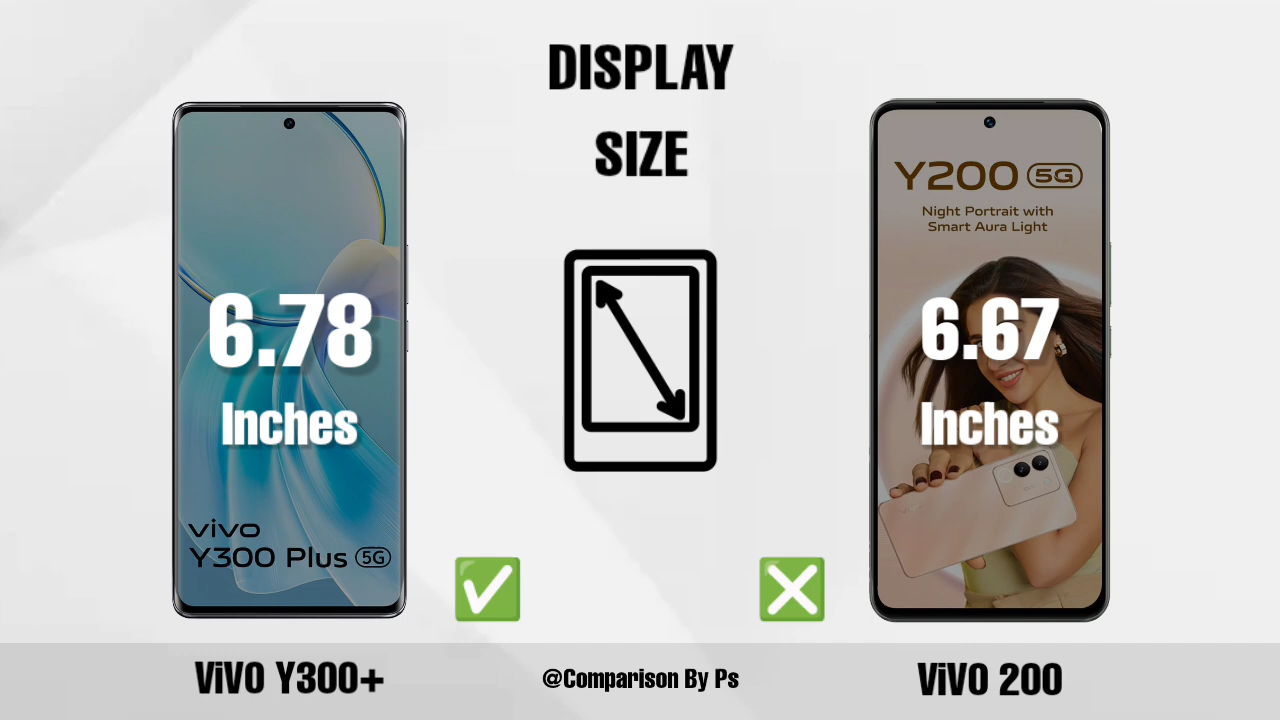 DISPLAY
SIZE
6.78
Inches
vivo
Y300 Plus 5G
Y200 5G
Night Portrait with
Smart Aura Light
6.67
Inches
ViVO Y300+
@Comparison By Ps
ViVO 200